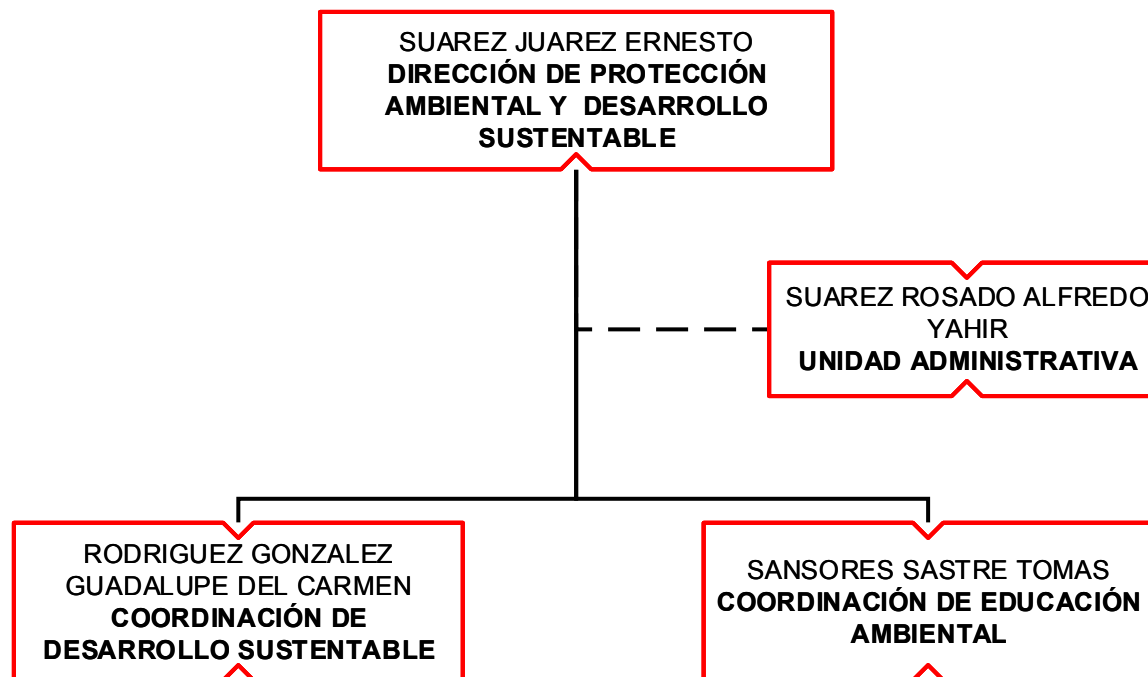 SUAREZ JUAREZ ERNESTO
DIRECCIÓN DE PROTECCIÓN
AMBIENTAL Y  DESARROLLO
SUSTENTABLE
SUAREZ ROSADO ALFREDO
YAHIR
UNIDAD ADMINISTRATIVA
RODRIGUEZ GONZALEZ
GUADALUPE DEL CARMEN
COORDINACIÓN DE
DESARROLLO SUSTENTABLE
SANSORES SASTRE TOMAS
COORDINACIÓN DE EDUCACIÓN
AMBIENTAL